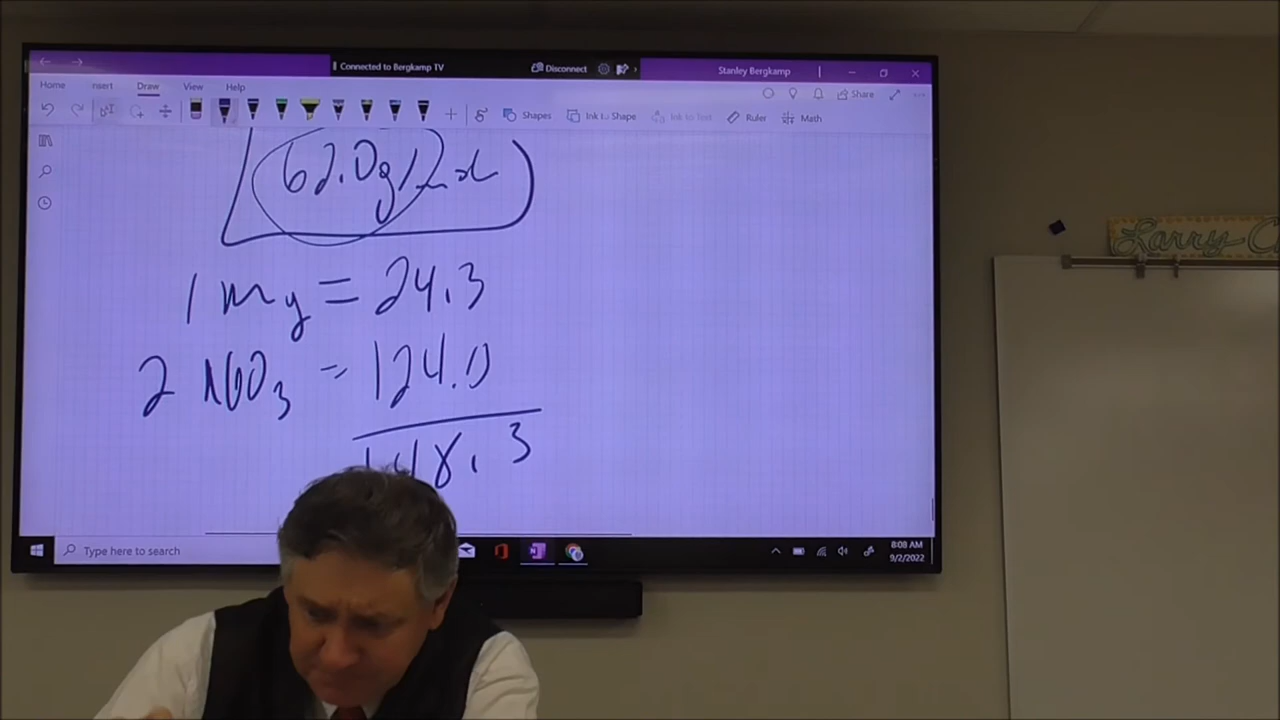 Connected to Bergkamp TV
Disconnect
Stanley Bergkamp
Home nsert Draw View Help
Share
Shapes
Ink to Shape
Ink to Text
Ruler
Math
62.0g/mol
1 mg = 24.3
2 NO3 = 124.0
148.3
Type here to search
8:08 AM
9/2/2022
Larry C